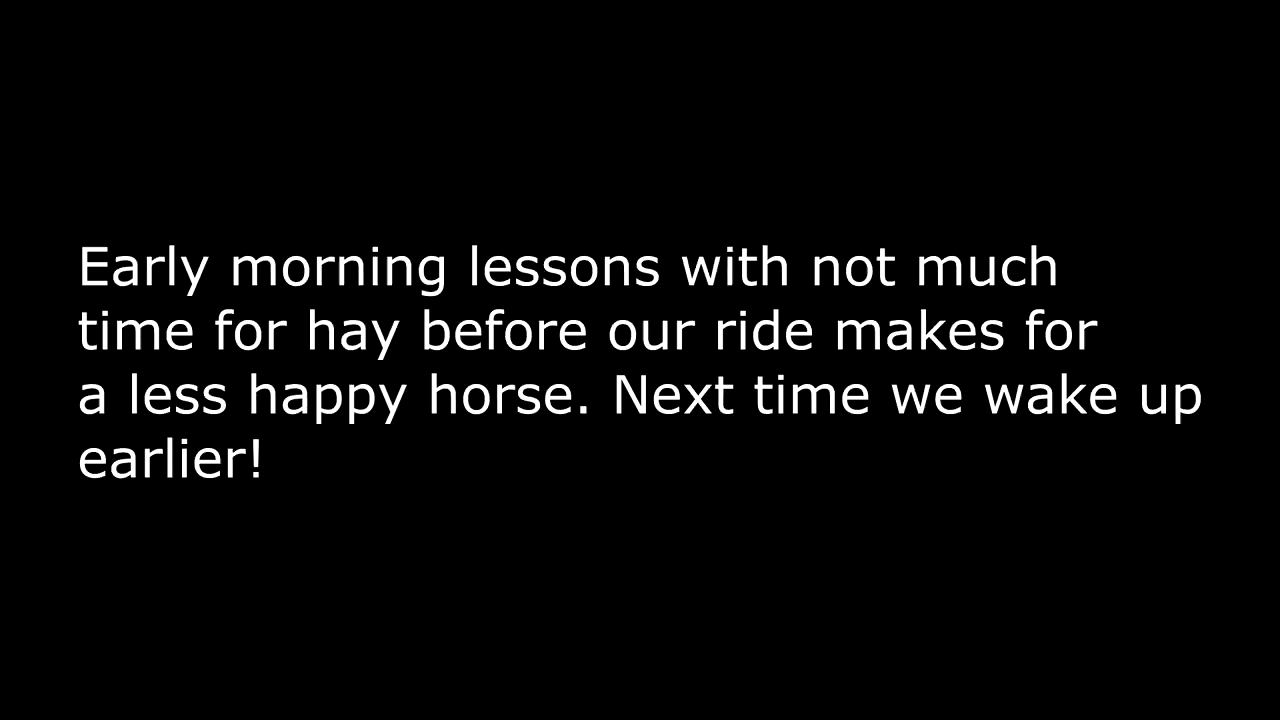 Early morning lessons with not much
time for hay before our ride makes for
a less happy horse. Next time we wake up
earlier!